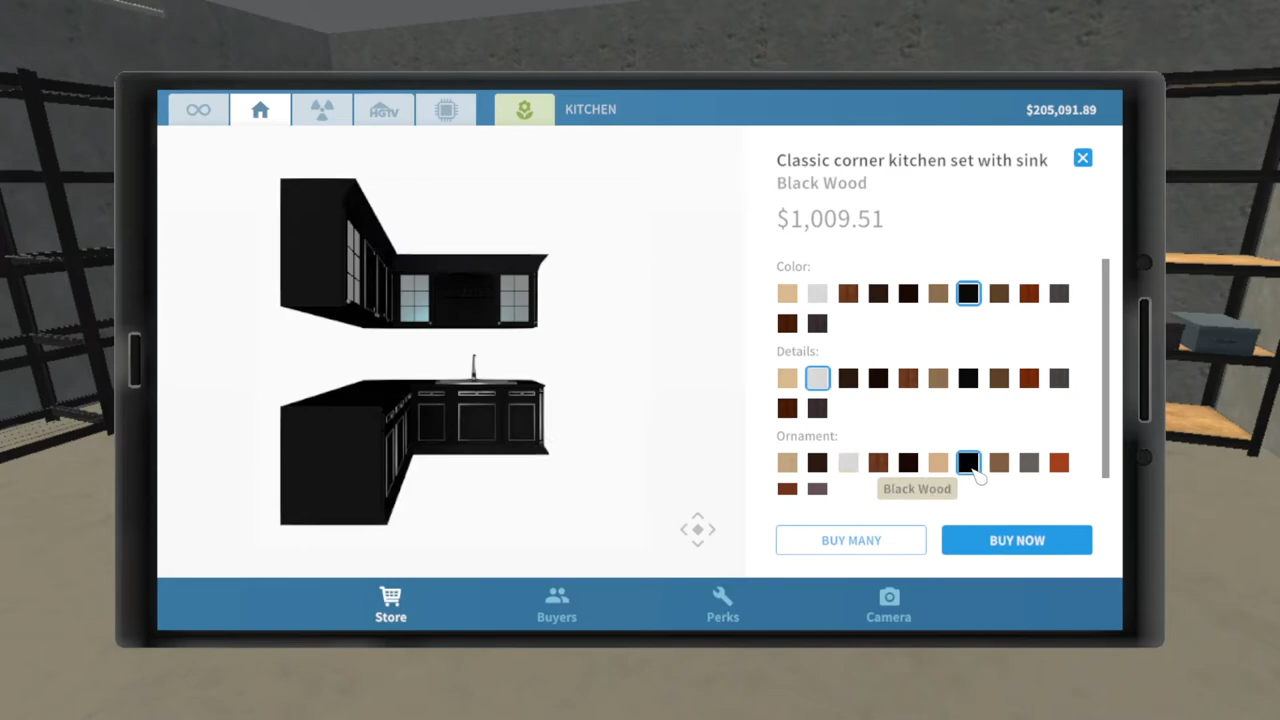 HGTV
KITCHEN
$205,091.89
Classic corner kitchen set with sink
Black Wood
$1,009.51
Color:
Details:
Ornament:
Black Wood
BUY MANY
BUY NOW
Store
Buyers
Perks
Camera